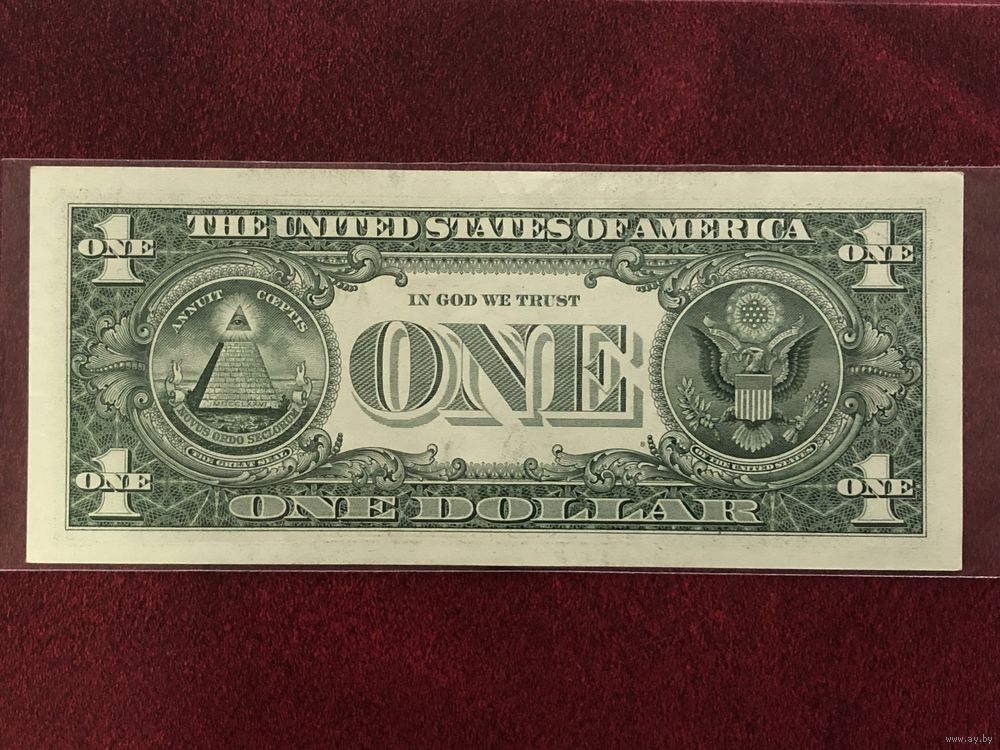 THE UNITED STATES OF AMERICA
1 ONE
1 ONE
ANNUIT CŒPTIS
IN GOD WE TRUST
ONE
NOVUS ORDO SECLORUM
THE GREAT SEAL
OF THE UNITED STATES
1 ONE
1 ONE
ONE DOLLAR
www.ay.by